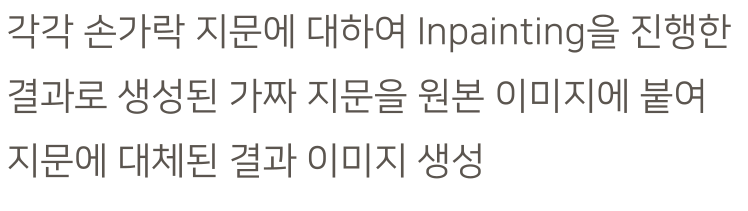 각각 손가락 지문에 대하여 Inpainting을 진행한
결과로 생성된 가짜 지문을 원본 이미지에 붙여
지문에 대체된 결과 이미지 생성